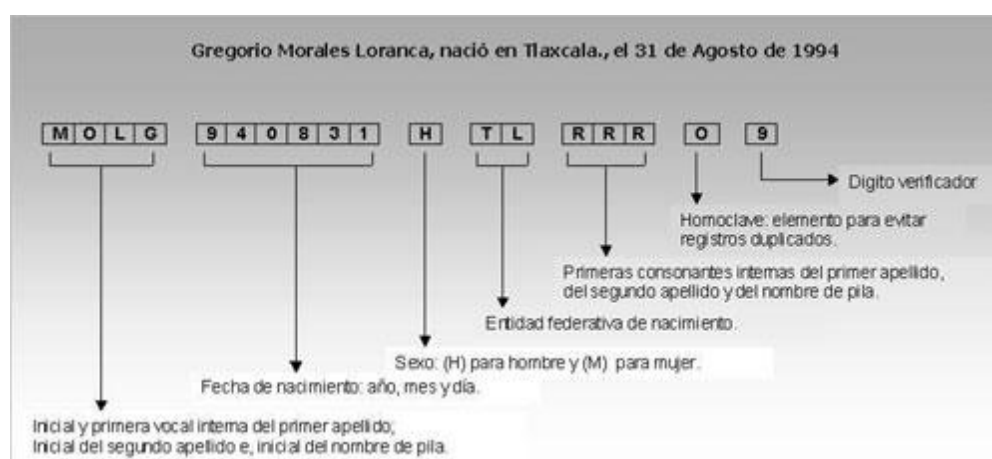 Gregorio Morales Loranca, nació en Tlaxcala., el 31 de Agosto de 1994
M O L G 9 4 0 8 3 1 H T L R R R 0 9
Digito verificador
Homoclave: elemento para evitar
registros duplicados.
Primeras consonantes internas del primer apellido,
del segundo apellido y del nombre de pila.
Entidad federativa de nacimiento.
Sexo: (H) para hombre y (M) para mujer.
Fecha de nacimiento: año, mes y día.
Inicial y primera vocal interna del primer apellido;
Inicial del segundo apellido e, inicial del nombre de pila.